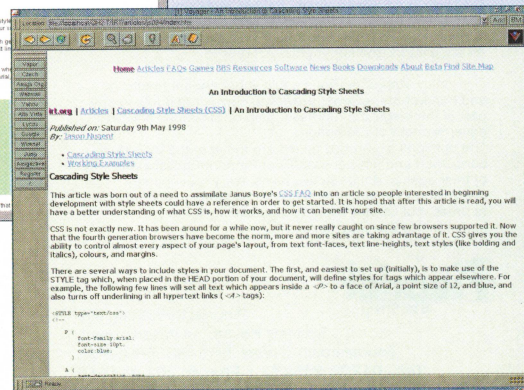 Voyager - An Introduction to Cascading Style Sheets
Home Articles FAQs Games DBS Resources Software News Books Downloads About Beta Find Site Map
An Introduction to Cascading Style Sheets
irt.org | Articles | Cascading Style Sheets (CSS) | An Introduction to Cascading Style Sheets
Published on: Saturday 9th May 1998
By: Jason Nugent
• Cascading Style Sheets
• Working Examples
Cascading Style Sheets
This article was born out of a need to assimilate Janus Boye's CSS FAQ into an article so people interested in beginning
development with style sheets could have a reference in order to get started. It is hoped that after this article is read, you will
have a better understanding of what CSS is, how it works, and how it can benefit your site.
CSS is not exactly new. It has been around for a while now, but it never really caught on since few browsers supported it. Now
that the fourth generation browsers have become the norm, more and more sites are taking advantage of it. CSS gives you the
ability to control almost every aspect of your page's layout, from text font-faces, text line-heights, text styles (like bolding and
italics), colours, and margins.
There are several ways to include styles in your document. The first, and easiest to set up (initially), is to make use of the
STYLE tag which, when placed in the HEAD portion of your document, will define styles for tags which appear elsewhere. For
example, the following few lines will set all text which appears inside a <P> to a face of Arial, a point size of 12, and blue, and
also turns off underlining in all hypertext links ( <A> tags):
<STYLE type="text/css">
<!--
P {
font-family:arial;
font-size:10pt;
color:blue;
}
A {